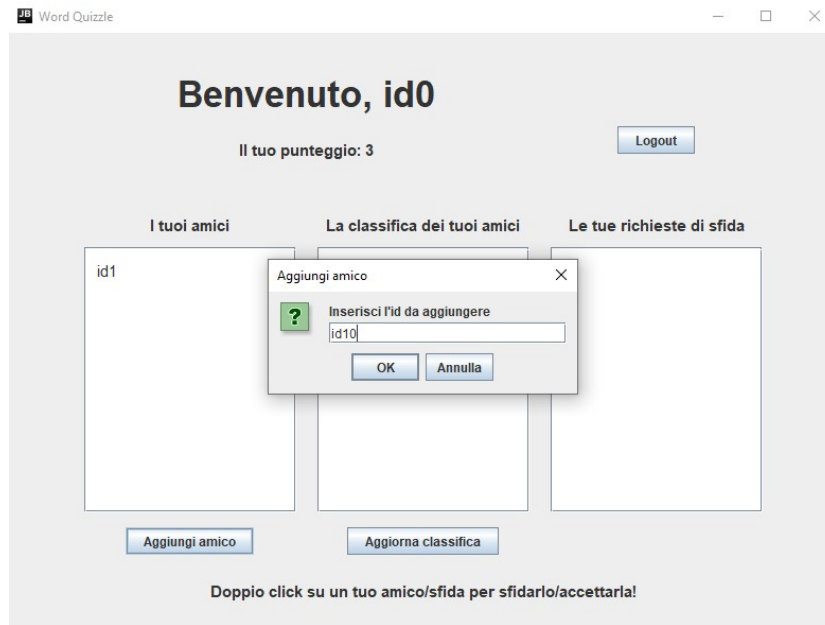 JB Word Quizzle
Benvenuto, id0
Il tuo punteggio: 3
Logout
I tuoi amici
La classifica dei tuoi amici
Le tue richieste di sfida
id1
Aggiungi amico
?
Inserisci l'id da aggiungere
id10
OK
Annulla
Aggiungi amico
Aggiorna classifica
Doppio click su un tuo amico/sfida per sfidarlo/accettarla!